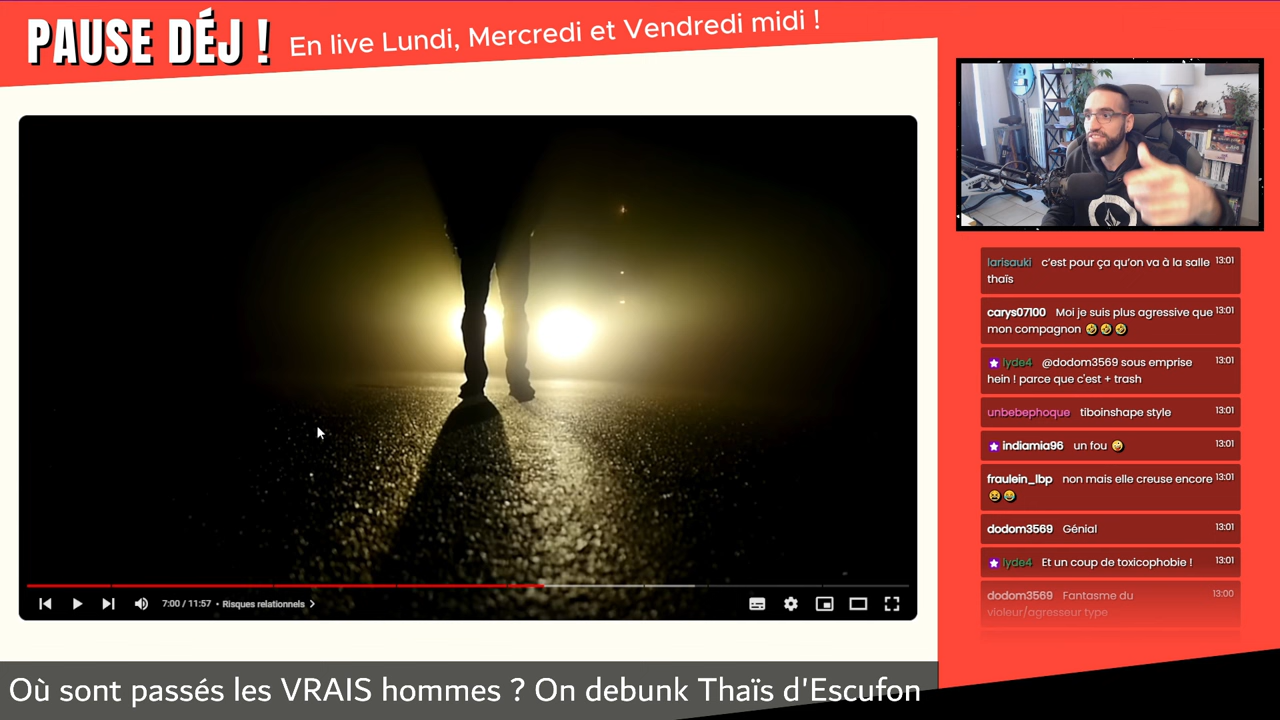 PAUSE DÉJ ! En live Lundi, Mercredi et Vendredi midi !
larisauki c'est pour ça qu'on va à la salle 13:01
thaïs
carys07100 Moi je suis plus agressive que 13:01
mon compagnon 🤣🤣🤣
lyde4 @dodom3569 sous emprise 13:01
hein ! parce que c'est + trash
unbebephoque tiboinshape style 13:01
indiamia96 un fou 13:01
fraulein_lbp non mais elle creuse encore 13:01
dodom3569 Génial 13:01
lyde4 Et un coup de toxicophobie ! 13:01
dodom3569 Fantasme du 13:00
violeur/agresseur type
7:00 / 11:57 • Risques relationnels
Où sont passés les VRAIS hommes ? On debunk Thaïs d'Escufon